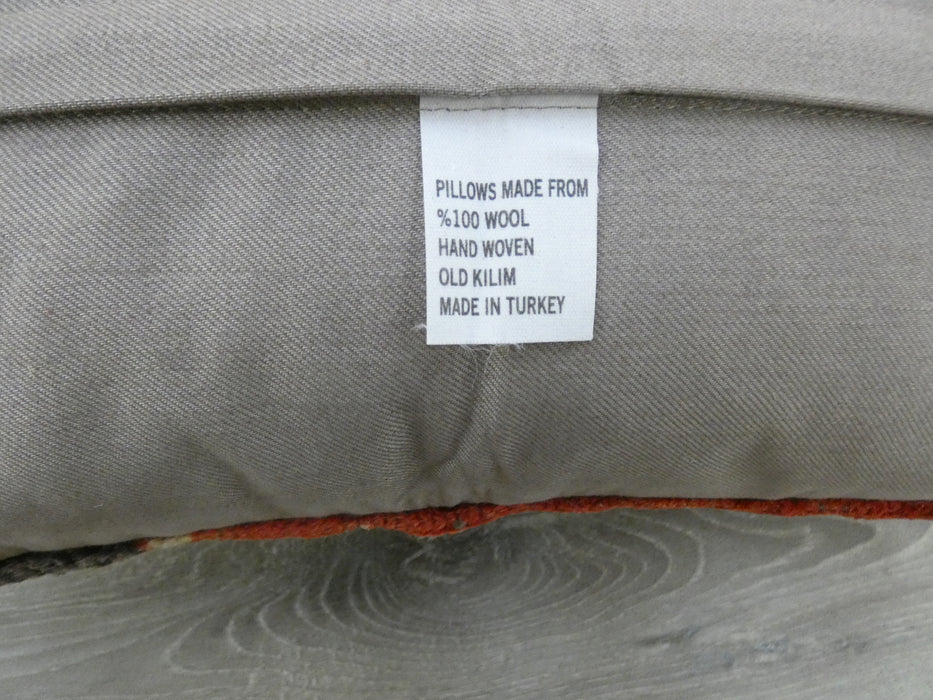 PILLOWS MADE FROM
%100 WOOL
HAND WOVEN
OLD KILIM
MADE IN TURKEY